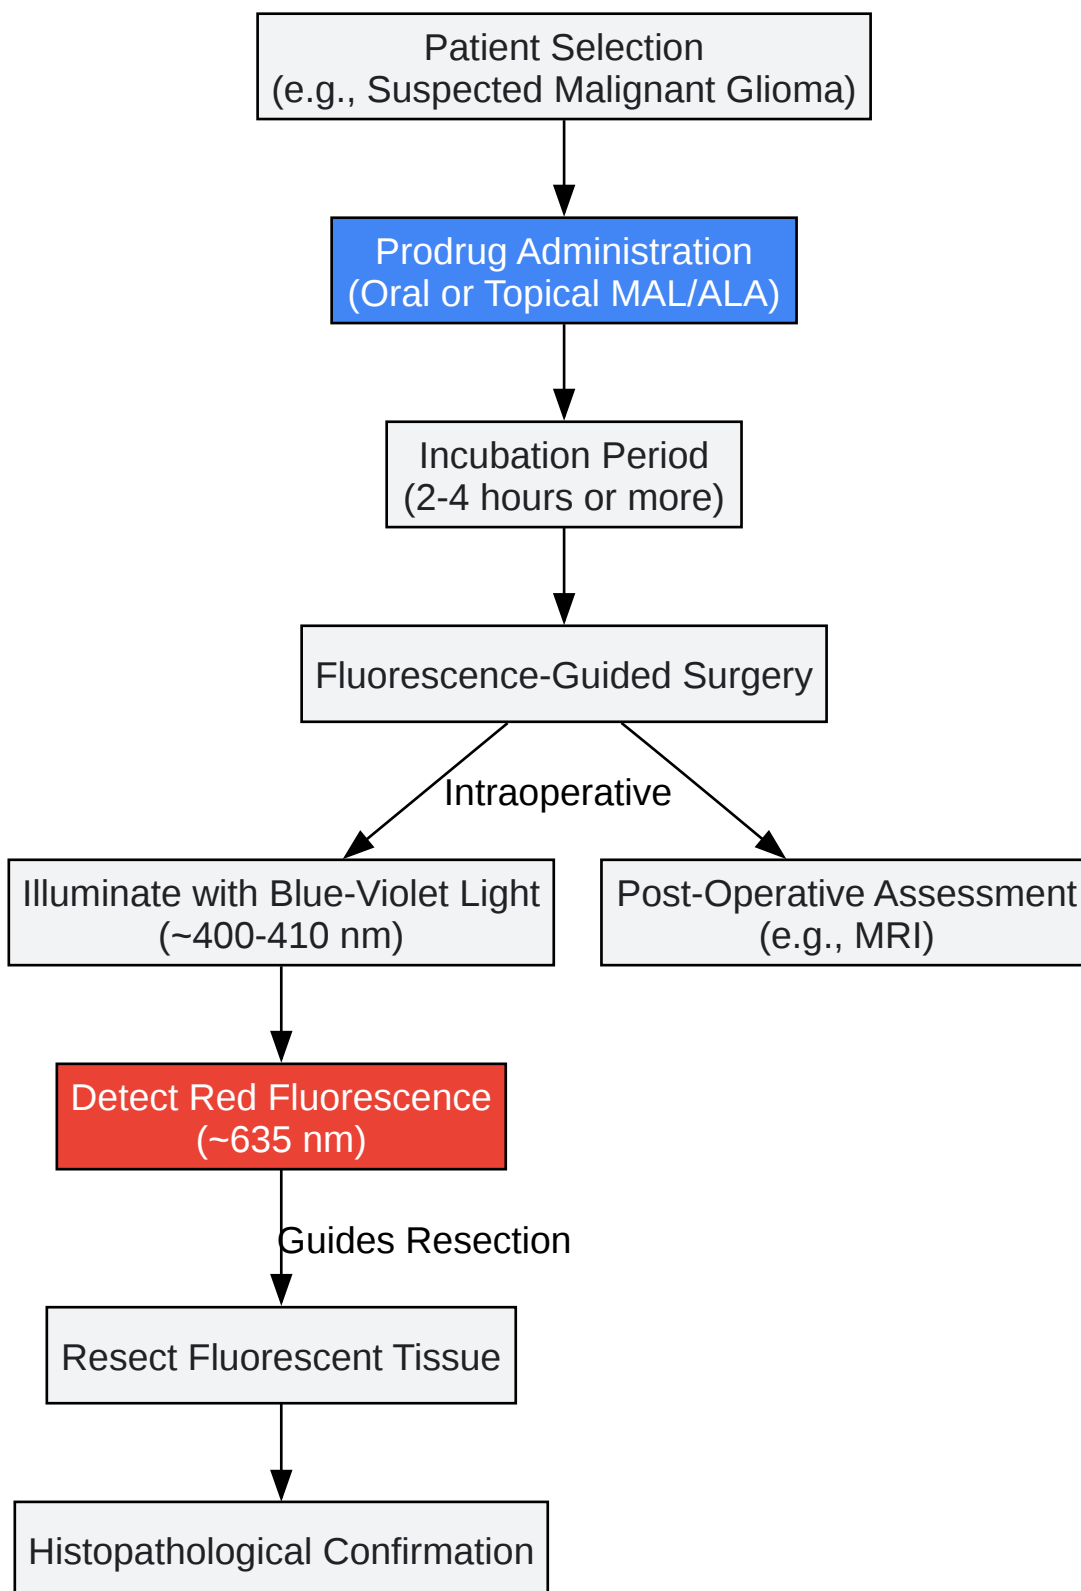 Patient Selection
(e.g., Suspected Malignant Glioma)
Prodrug Administration
(Oral or Topical MAL/ALA)
Incubation Period
(2-4 hours or more)
Fluorescence-Guided Surgery
Intraoperative
Illuminate with Blue-Violet Light
(~400-410 nm)
Post-Operative Assessment
(e.g., MRI)
Detect Red Fluorescence
(~635 nm)
Guides Resection
Resect Fluorescent Tissue
Histopathological Confirmation